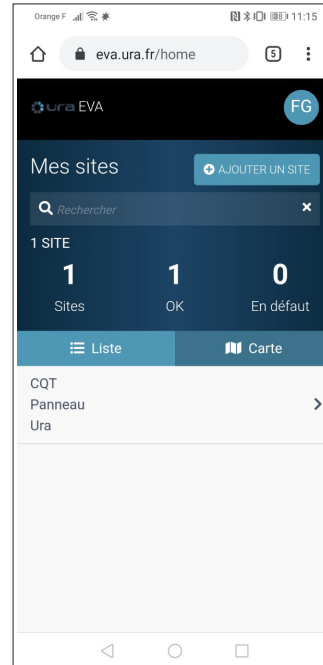 Orange F 11:15
eva.ura.fr/home 5
ura EVA FG
Mes sites AJOUTER UN SITE
Rechercher
1 SITE
1 1 0
Sites OK En défaut
Liste Carte
CQT
Panneau
Ura